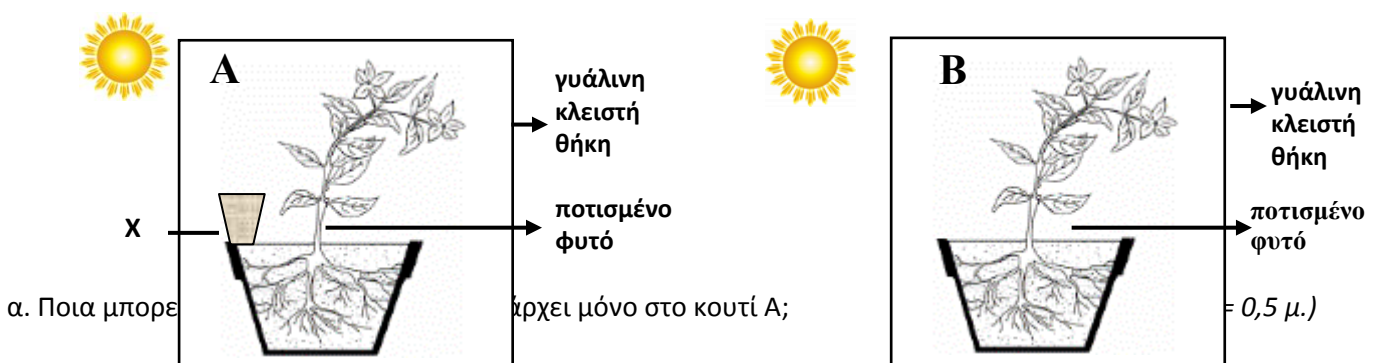 A
γυάλινη
κλειστή
θήκη
X
ποτισμένο
φυτό
B
γυάλινη
κλειστή
θήκη
ποτισμένο
φυτό
α. Ποια μπορε άρχει μόνο στο κουτί Α; = 0,5 μ.)